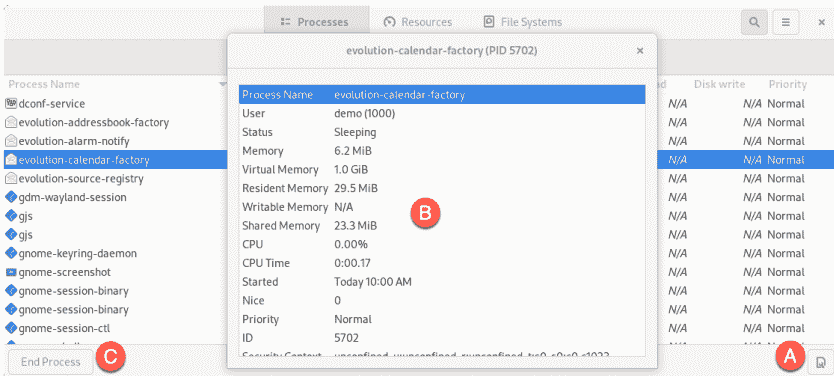 Processes Resources File Systems
evolution-calendar-factory (PID 5702)
Process Name Disk write Priority
Process Name evolution-calendar-factory
User demo (1000)
Status Sleeping
Memory 6.2 MiB
Virtual Memory 1.0 GiB
Resident Memory 29.5 MiB
Writable Memory N/A
Shared Memory 23.3 MiB
CPU 0.00%
CPU Time 0:00.17
Started Today 10:00 AM
Nice 0
Priority Normal
ID 5702
Security Context
B
dconf-service N/A N/A Normal
evolution-addressbook-factory N/A N/A Normal
evolution-alarm-notify N/A N/A Normal
evolution-calendar-factory N/A N/A Normal
evolution-source-registry N/A N/A Normal
gdm-wayland-session N/A N/A Normal
gjs N/A N/A Normal
gjs N/A N/A Normal
gnome-keyring-daemon N/A N/A Normal
gnome-screenshot N/A N/A Normal
gnome-session-binary N/A N/A Normal
gnome-session-binary N/A N/A Normal
gnome-session-ctl N/A N/A Normal
End Process C A